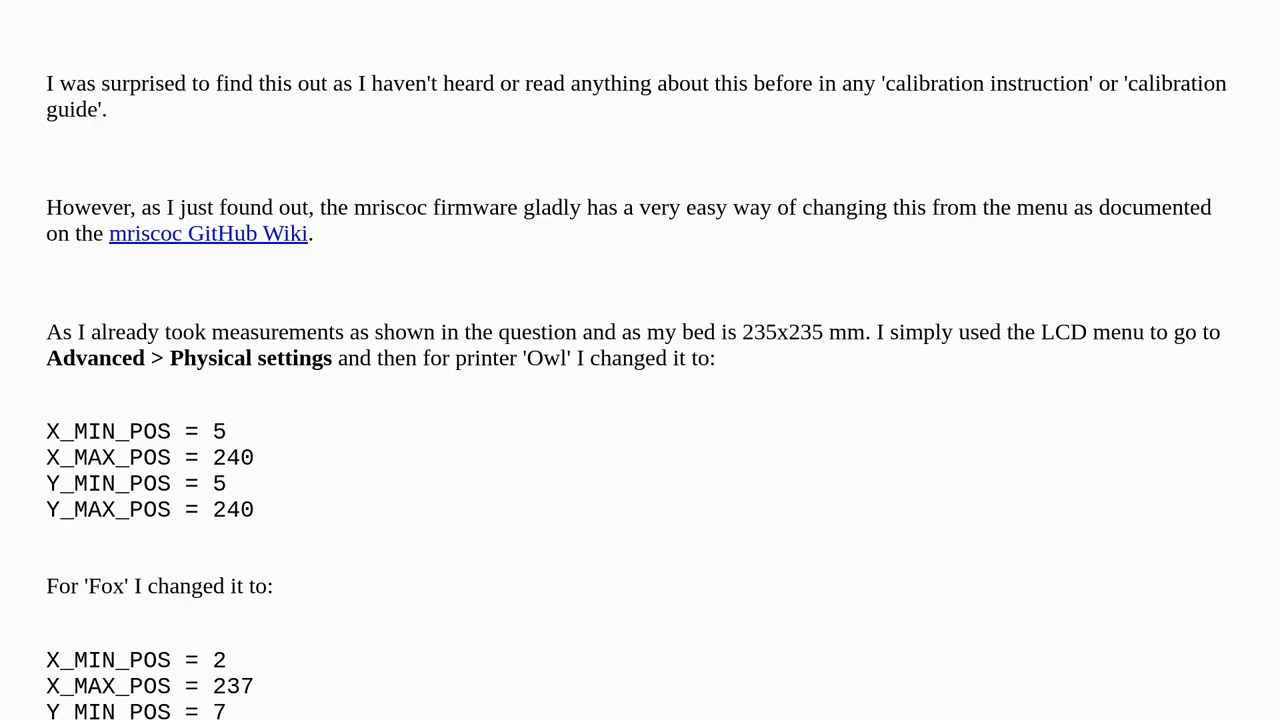 I was surprised to find this out as I haven't heard or read anything about this before in any 'calibration instruction' or 'calibration
guide'.
However, as I just found out, the mriscoc firmware gladly has a very easy way of changing this from the menu as documented
on the mriscoc GitHub Wiki.
As I already took measurements as shown in the question and as my bed is 235x235 mm. I simply used the LCD menu to go to
Advanced > Physical settings and then for printer 'Owl' I changed it to:
X_MIN_POS = 5
X_MAX_POS = 240
Y_MIN_POS = 5
Y_MAX_POS = 240
For 'Fox' I changed it to:
X_MIN_POS = 2
X_MAX_POS = 237
Y_MIN_POS = 7